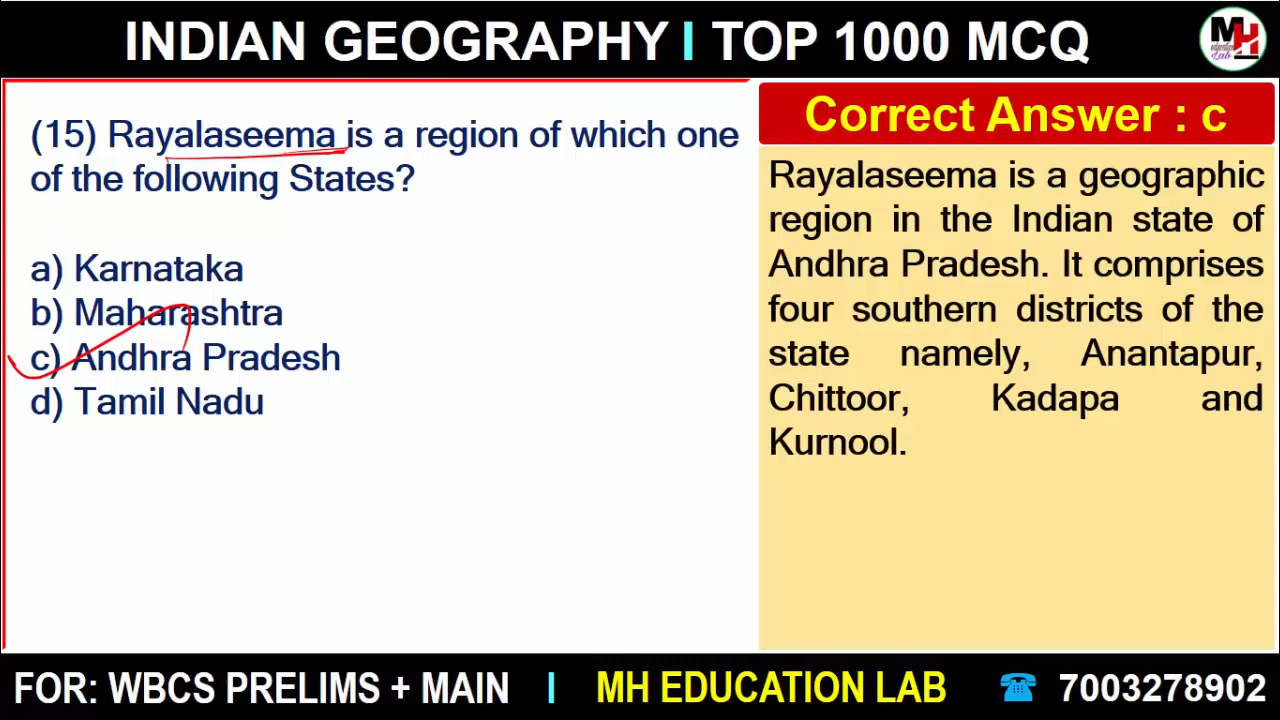 INDIAN GEOGRAPHY I TOP 1000 MCQ
MH
education
Lab
(15) Rayalaseema is a region of which one
of the following States?
a) Karnataka
b) Maharashtra
c) Andhra Pradesh
d) Tamil Nadu
Correct Answer : c
Rayalaseema is a geographic
region in the Indian state of
Andhra Pradesh. It comprises
four southern districts of the
state namely, Anantapur,
Chittoor, Kadapa and
Kurnool.
FOR: WBCS PRELIMS + MAIN I MH EDUCATION LAB ☎ 7003278902